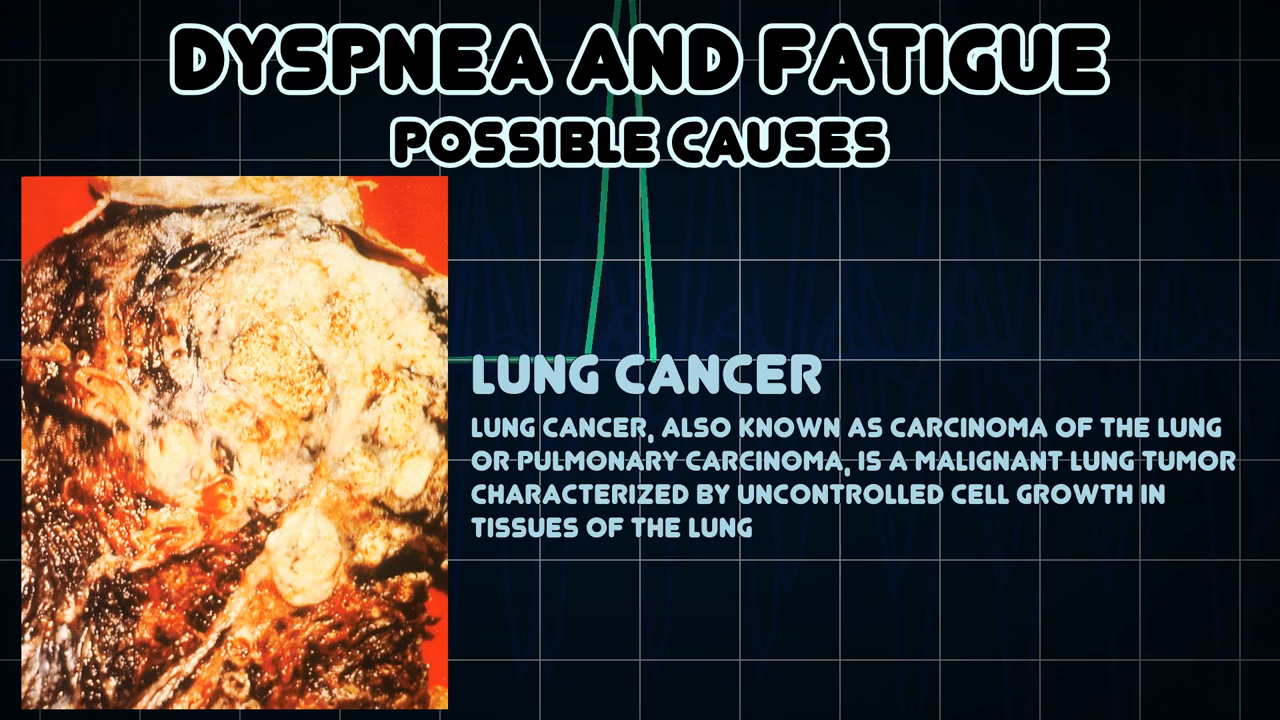 DYSPNEA AND FATIGUE
POSSIBLE CAUSES
LUNG CANCER
LUNG CANCER, ALSO KNOWN AS CARCINOMA OF THE LUNG
OR PULMONARY CARCINOMA, IS A MALIGNANT LUNG TUMOR
CHARACTERIZED BY UNCONTROLLED CELL GROWTH IN
TISSUES OF THE LUNG